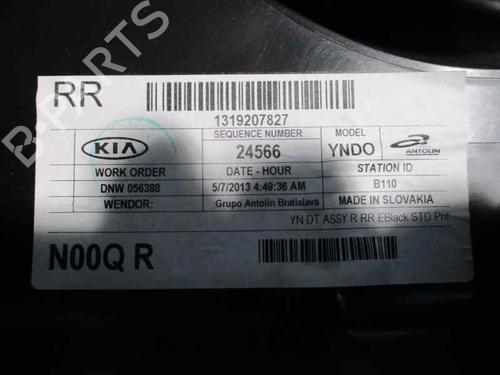 RR
1319207827
KIA
SEQUENCE NUMBER
24566
MODEL
YNDO
ANTOLIN
WORK ORDER
DNW 056388
DATE - HOUR
5/7/2013 4:49:36 AM
STATION ID
B110
WENDOR:
Grupo Antolin Bratislava
MADE IN SLOVAKIA
YN DT ASSY R RR EBlack STD Pnt
N00Q R
B-PARTS